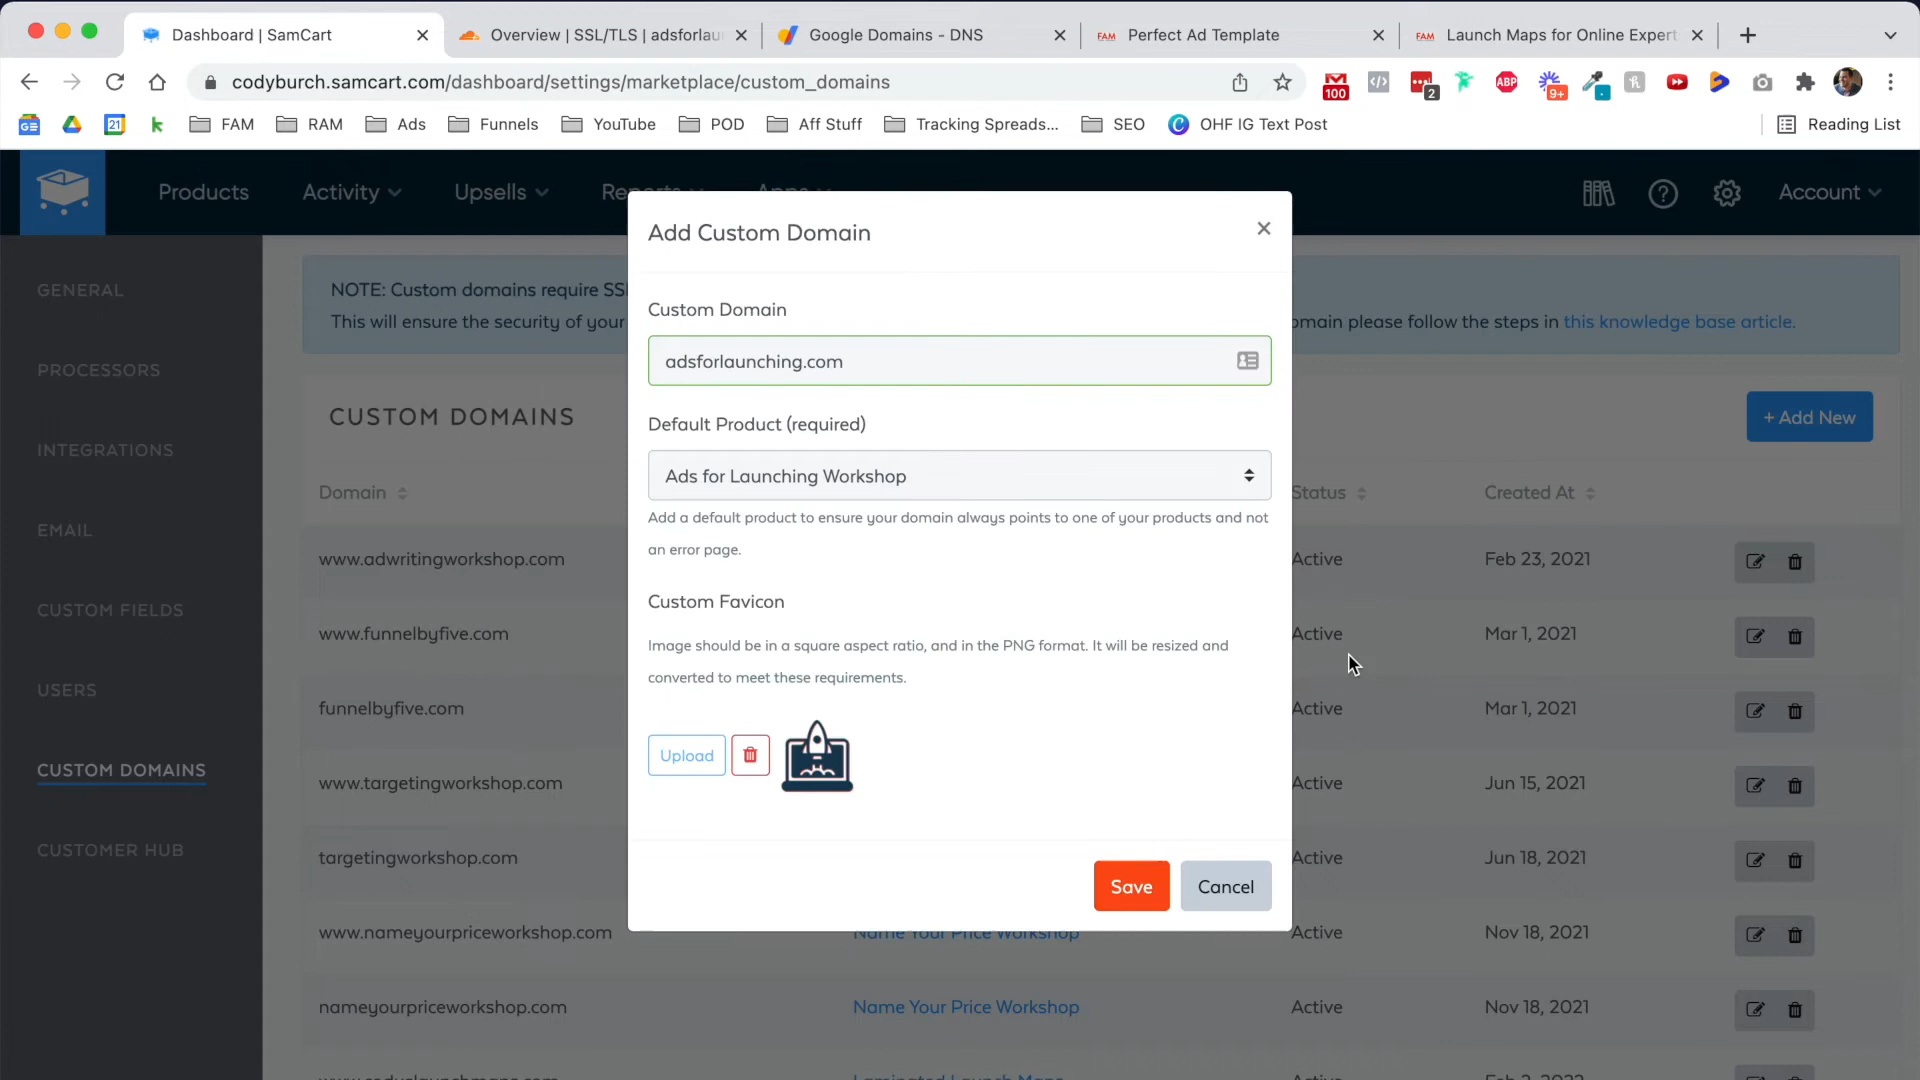 Dashboard | SamCart
Overview | SSL/TLS | adsforlau
Google Domains - DNS
FAM Perfect Ad Template
FAM Launch Maps for Online Expert
codyburch.samcart.com/dashboard/settings/marketplace/custom_domains
100
2
ABP
9+
21
FAM
RAM
Ads
Funnels
YouTube
POD
Aff Stuff
Tracking Spreads...
SEO
OHF IG Text Post
Reading List
Products
Activity
Upsells
Reports
Apps
Account
GENERAL
PROCESSORS
INTEGRATIONS
EMAIL
CUSTOM FIELDS
USERS
CUSTOM DOMAINS
CUSTOMER HUB
NOTE: Custom domains require SS
This will ensure the security of your
omain please follow the steps in this knowledge base article.
CUSTOM DOMAINS
+ Add New
Domain
Status
Created At
www.adwritingworkshop.com
Active
Feb 23, 2021
www.funnelbyfive.com
Active
Mar 1, 2021
funnelbyfive.com
Active
Mar 1, 2021
www.targetingworkshop.com
Active
Jun 15, 2021
targetingworkshop.com
Active
Jun 18, 2021
www.nameyourpriceworkshop.com
Name Your Price Workshop
Active
Nov 18, 2021
nameyourpriceworkshop.com
Name Your Price Workshop
Active
Nov 18, 2021
Add Custom Domain
Custom Domain
adsforlaunching.com
Default Product (required)
Ads for Launching Workshop
Add a default product to ensure your domain always points to one of your products and not
an error page.
Custom Favicon
Image should be in a square aspect ratio, and in the PNG format. It will be resized and
converted to meet these requirements.
Upload
Save
Cancel